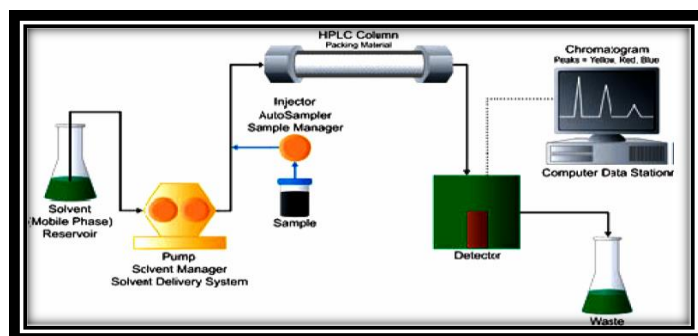 HPLC Column
Packing Material
Chromatogram
Peaks = Yellow, Red, Blue
Injector
AutoSampler
Sample Manager
Computer Data Stationr
Solvent
(Mobile Phase)
Reservoir
Sample
Pump
Solvent Manager
Solvent Delivery System
Detector
Waste